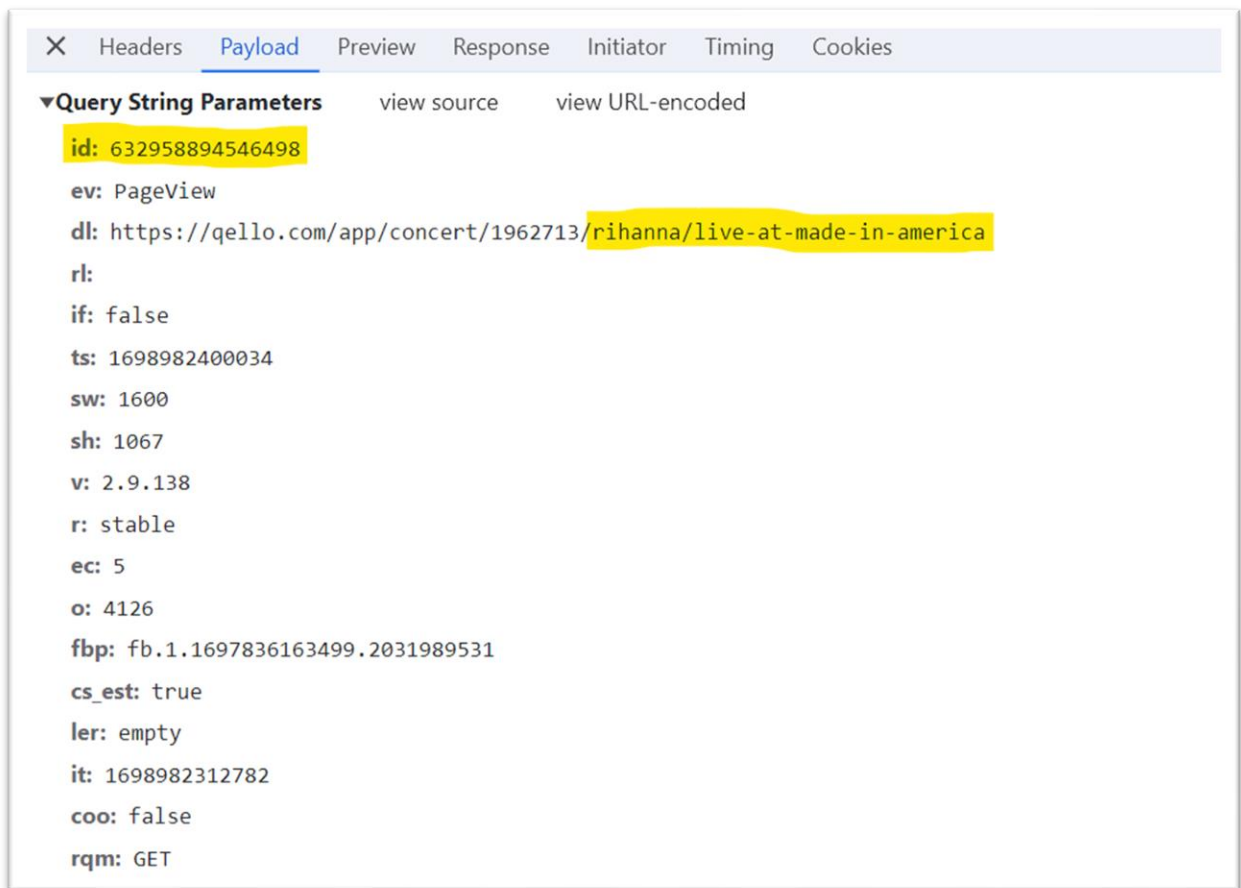 Headers Payload Preview Response Initiator Timing Cookies
▼Query String Parameters view source view URL-encoded
id: 632958894546498
ev: PageView
dl: https://qello.com/app/concert/1962713/rihanna/live-at-made-in-america
rl:
if: false
ts: 1698982400034
sw: 1600
sh: 1067
v: 2.9.138
r: stable
ec: 5
o: 4126
fbp: fb.1.1697836163499.2031989531
cs_est: true
ler: empty
it: 1698982312782
coo: false
rqm: GET